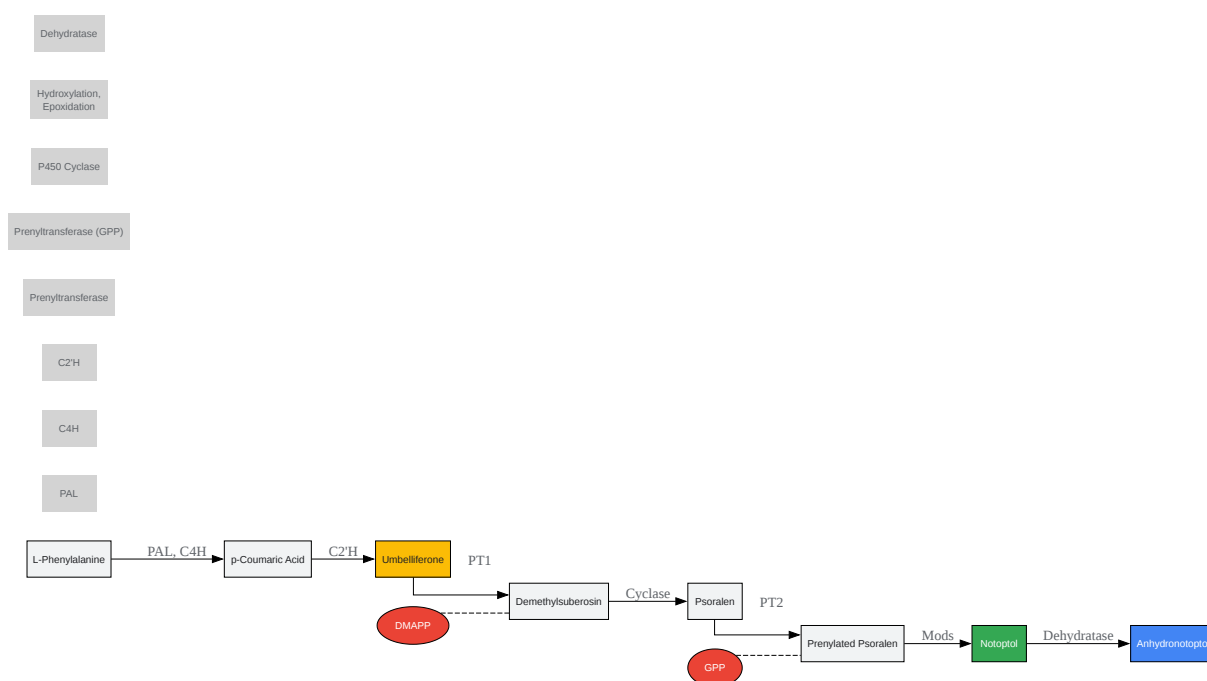 Dehydratase
Hydroxylation,
Epoxidation
P450 Cyclase
Prenyltransferase (GPP)
Prenyltransferase
C2'H
C4H
PAL
L-Phenylalanine
PAL, C4H
p-Coumaric Acid
C2'H
Umbelliferone
PT1
DMAPP
Demethylsuberosin
Cyclase
Psoralen
PT2
GPP
Prenylated Psoralen
Mods
Notoptol
Dehydratase
Anhydronotopto